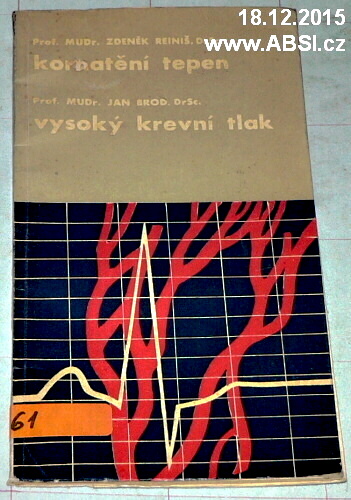 18.12.2015
www.ABSI.cz
Prof. MUDr. ZDENĚK REINIŠ,
kornatění tepen
Prof. MUDr. JAN BROD, DrSc.
vysoký krevní tlak
61